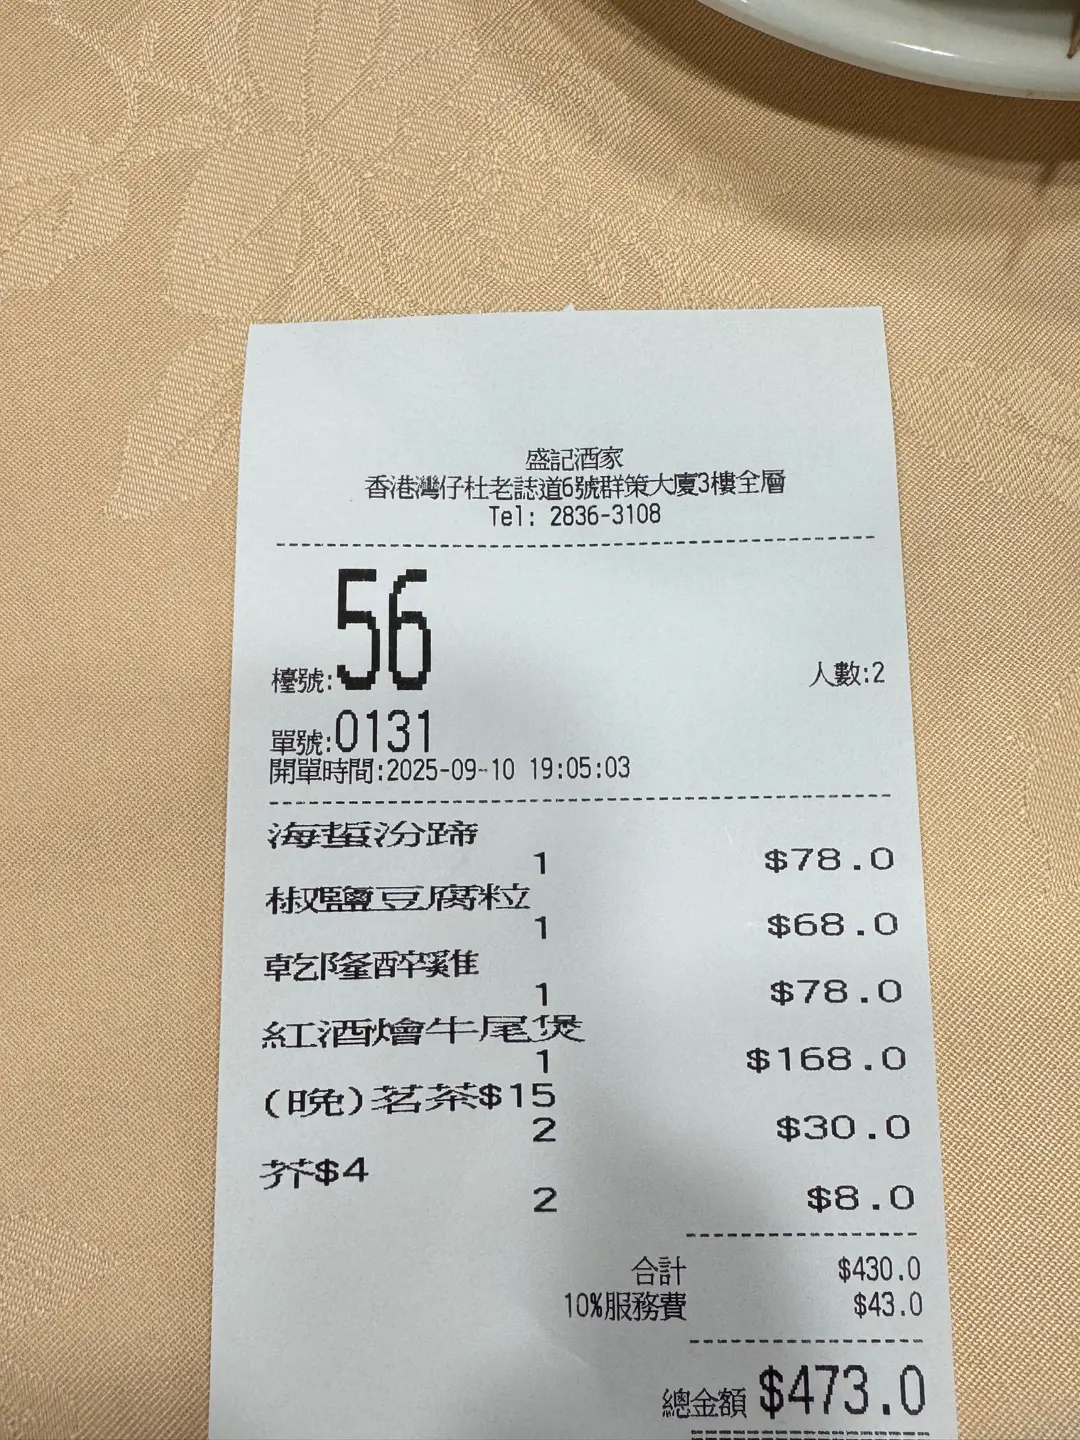 盛記酒家
香港灣仔杜老誌道6號群策大廈3樓全層
Tel: 2836-3108
檯號:56
人數:2
單號:0131
開單時間:2025-09-10 19:05:03
海蜇汾蹄
1 $78.0
椒鹽豆腐粒
1 $68.0
乾隆醉雞
1 $78.0
紅酒燴牛尾煲
1 $168.0
(晚)茗茶$15
2 $30.0
芥$4
2 $8.0
合計 $430.0
10%服務費 $43.0
總金額 $473.0